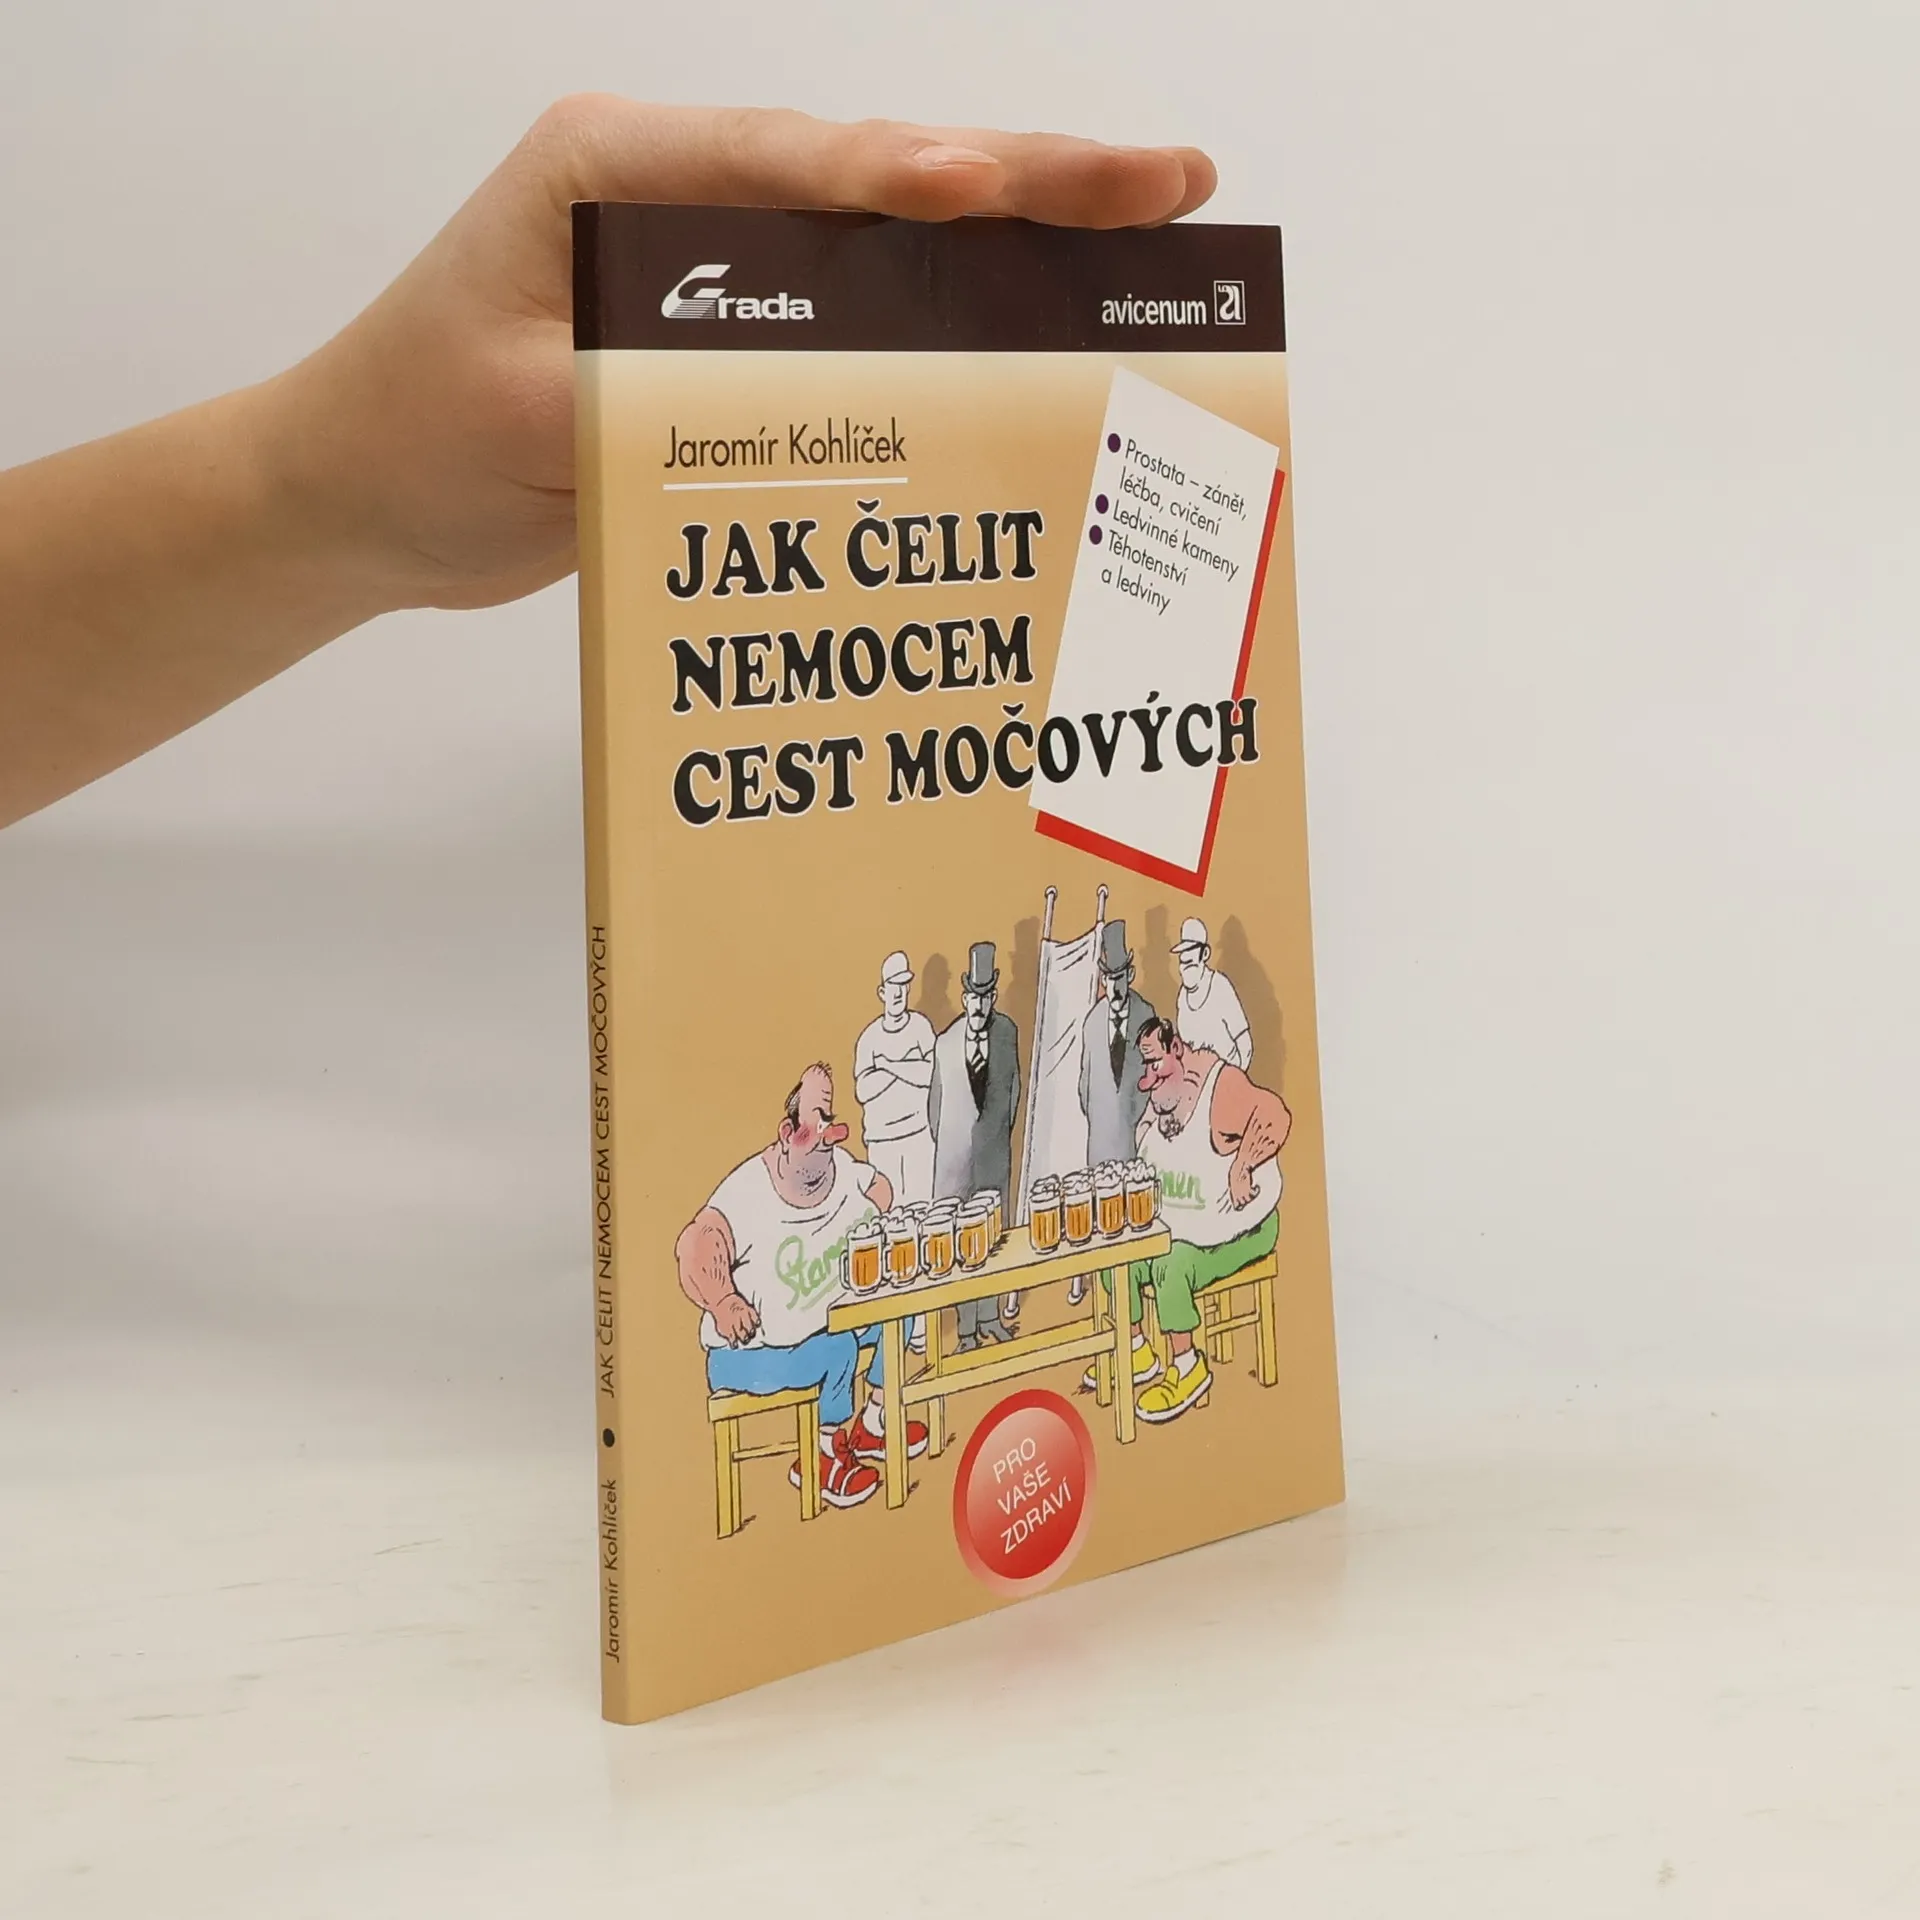 Grada
avicenum
Jaromír Kohlíček
JAK ČELIT
NEMOCEM
CEST MOČOVÝCH
● Prostata – zánět,
léčba, cvičení
● Ledvinné kameny
● Těhotenství
a ledviny
PRO
VAŠE
ZDRAVÍ
Jaromír Kohlíček ● JAK ČELIT NEMOCEM CEST MOČOVÝCH